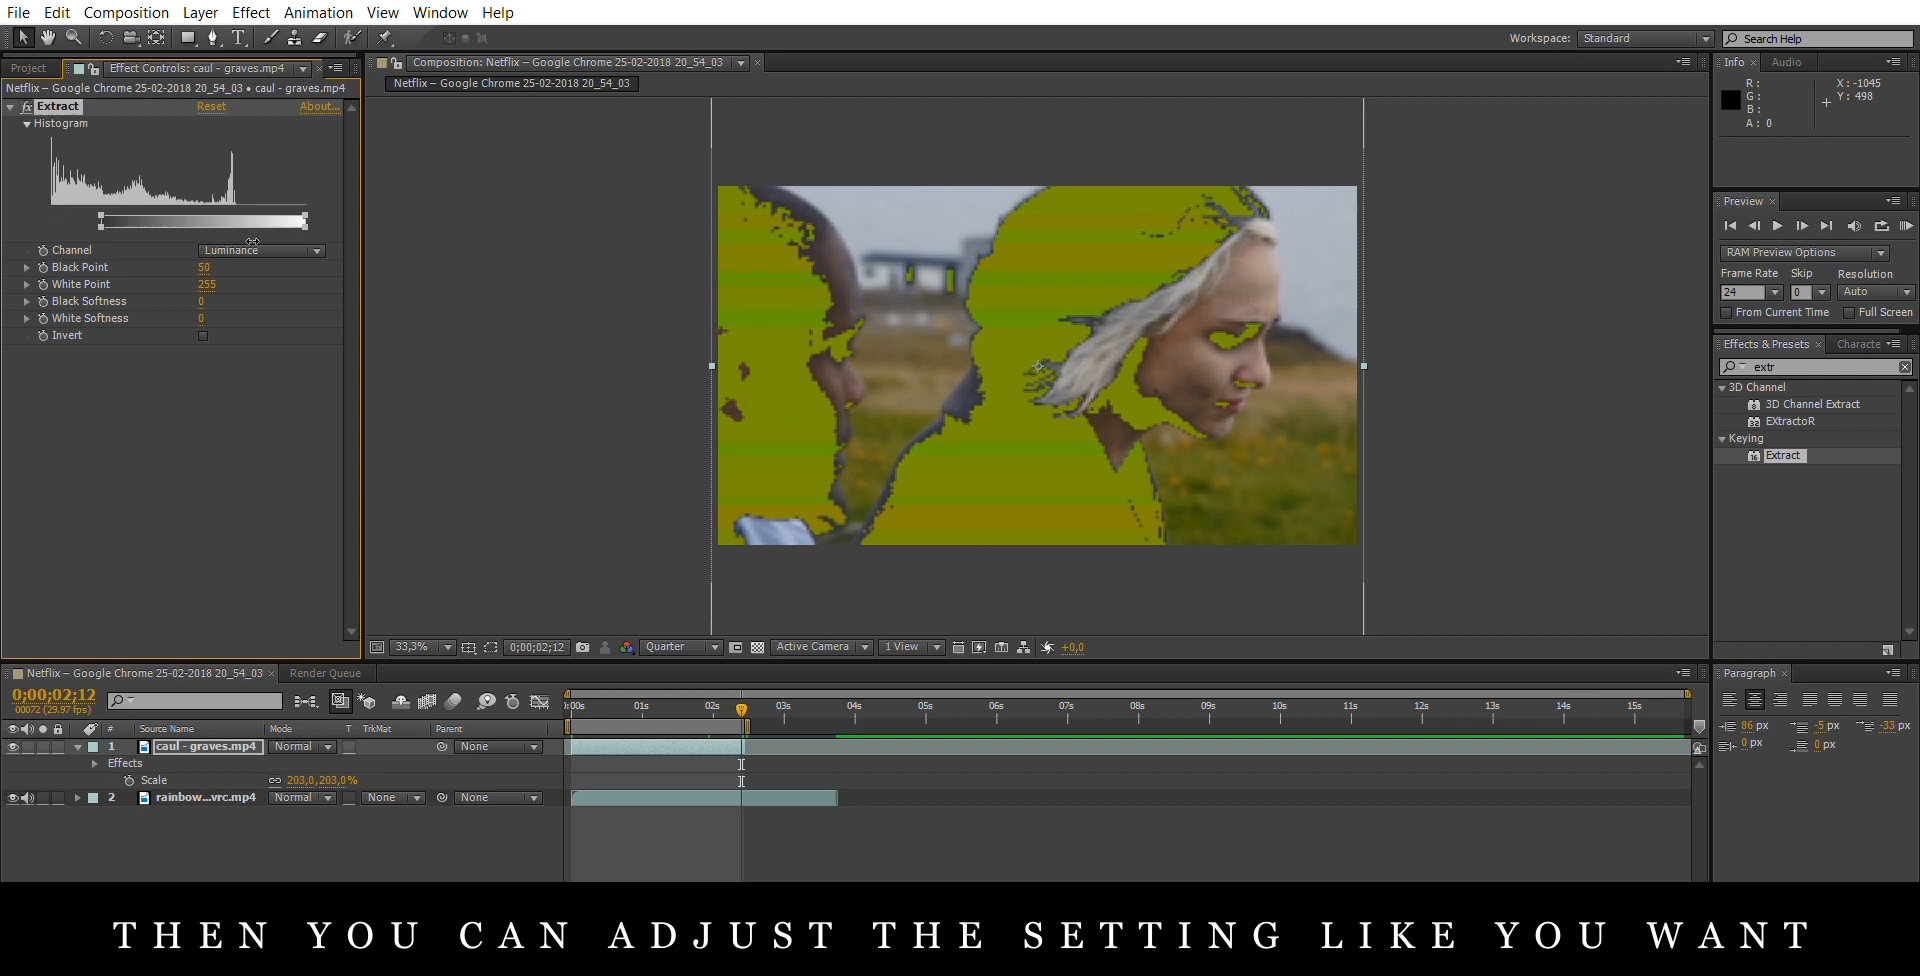 File Edit Composition Layer Effect Animation View Window Help
Workspace: Standard Search Help
Project Effect Controls: caul - graves.mp4
Netflix – Google Chrome 25-02-2018 20_54_03 • caul - graves.mp4
fx Extract Reset About...
Histogram
Channel Luminance
Black Point 50
White Point 255
Black Softness 0
White Softness 0
Invert
Composition: Netflix – Google Chrome 25-02-2018 20_54_03
Netflix – Google Chrome 25-02-2018 20_54_03
33,3% 0;00;02;12 Quarter Active Camera 1 View +0,0
Info Audio
R: X: -1045
G: Y: 498
B:
A: 0
Preview
RAM Preview Options
Frame Rate Skip Resolution
24 0 Auto
From Current Time Full Screen
Effects & Presets Characte
extr
3D Channel
3D Channel Extract
EXtractoR
Keying
Extract
Netflix – Google Chrome 25-02-2018 20_54_03 Render Queue
0;00;02;12
00072 (29.97 fps)
# Source Name Mode T TrkMat Parent
1 caul - graves.mp4 Normal None
Effects
Scale 203,0,203,0%
2 rainbow...vrc.mp4 Normal None None
0:00s 01s 02s 03s 04s 05s 06s 07s 08s 09s 10s 11s 12s 13s 14s 15s
Paragraph
86 px -5 px -33 px
0 px 0 px
THEN YOU CAN ADJUST THE SETTING LIKE YOU WANT